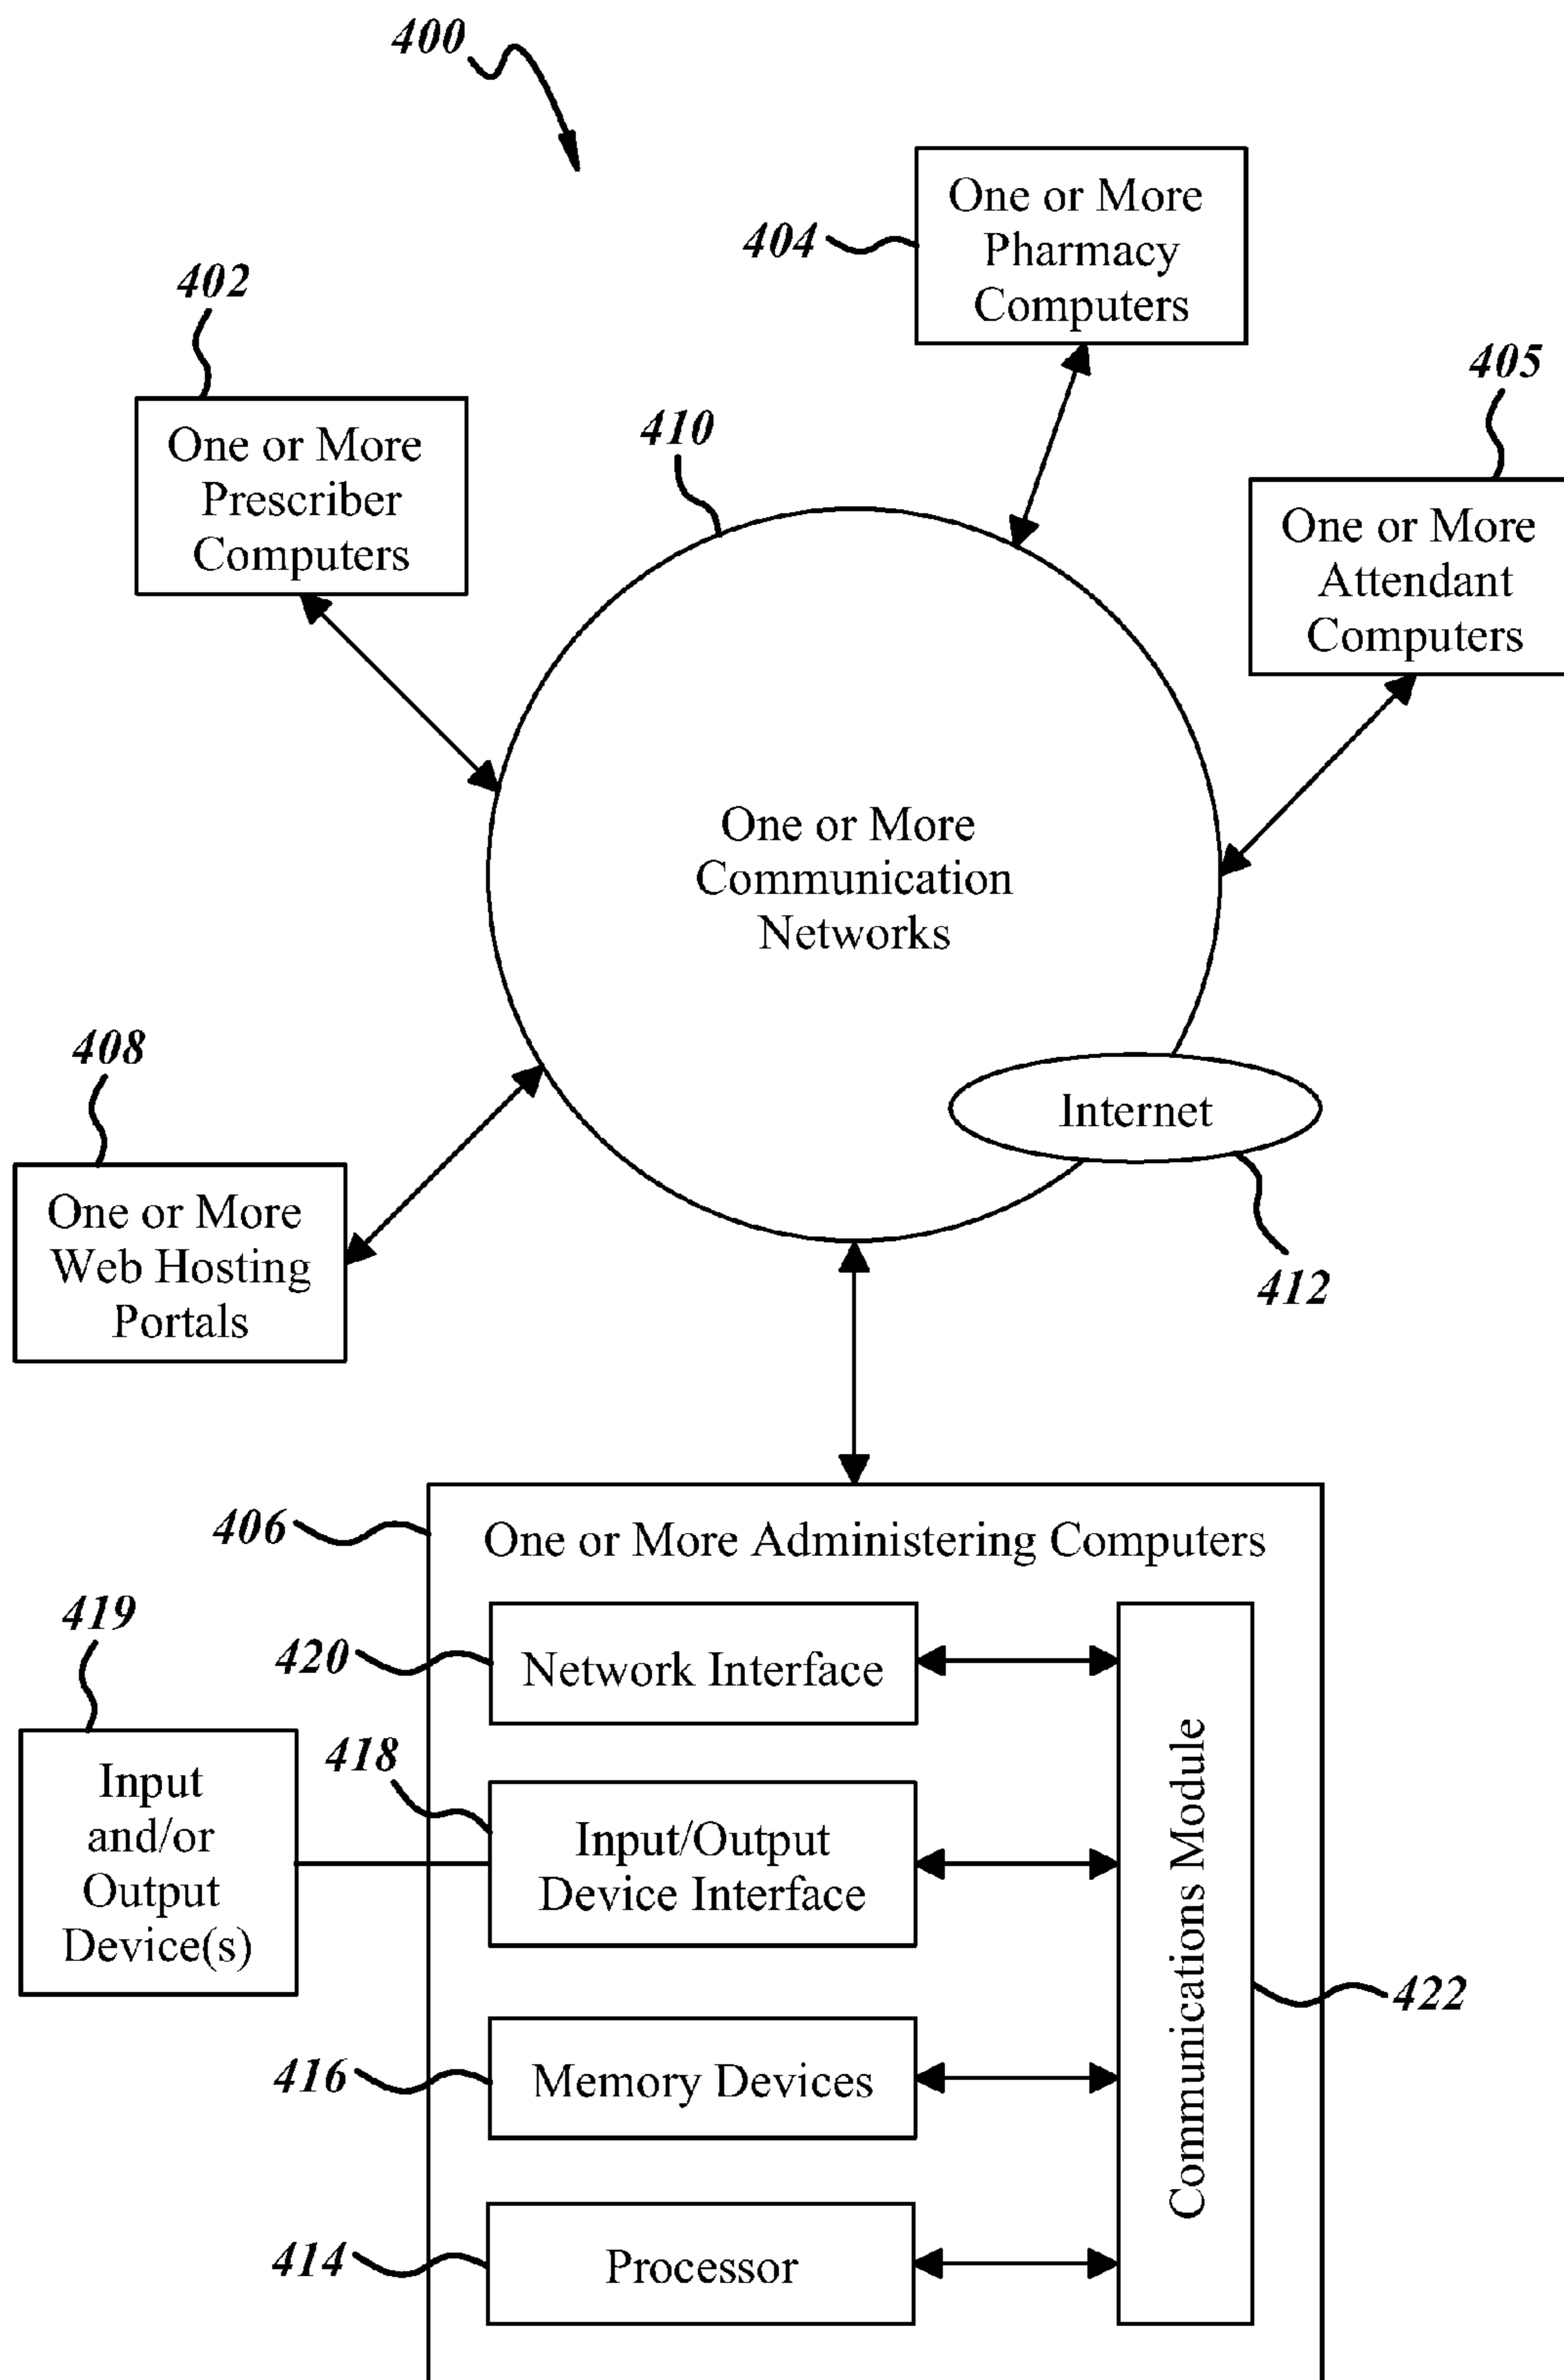 400
One or More
Pharmacy
Computers
404
402
One or More
Prescriber
Computers
405
One or More
Attendant
Computers
410
One or More
Communication
Networks
408
One or More
Web Hosting
Portals
Internet
412
406
One or More Administering Computers
419
Input
and/or
Output
Device(s)
420
Network Interface
418
Input/Output
Device Interface
416
Memory Devices
414
Processor
Communications Module
422